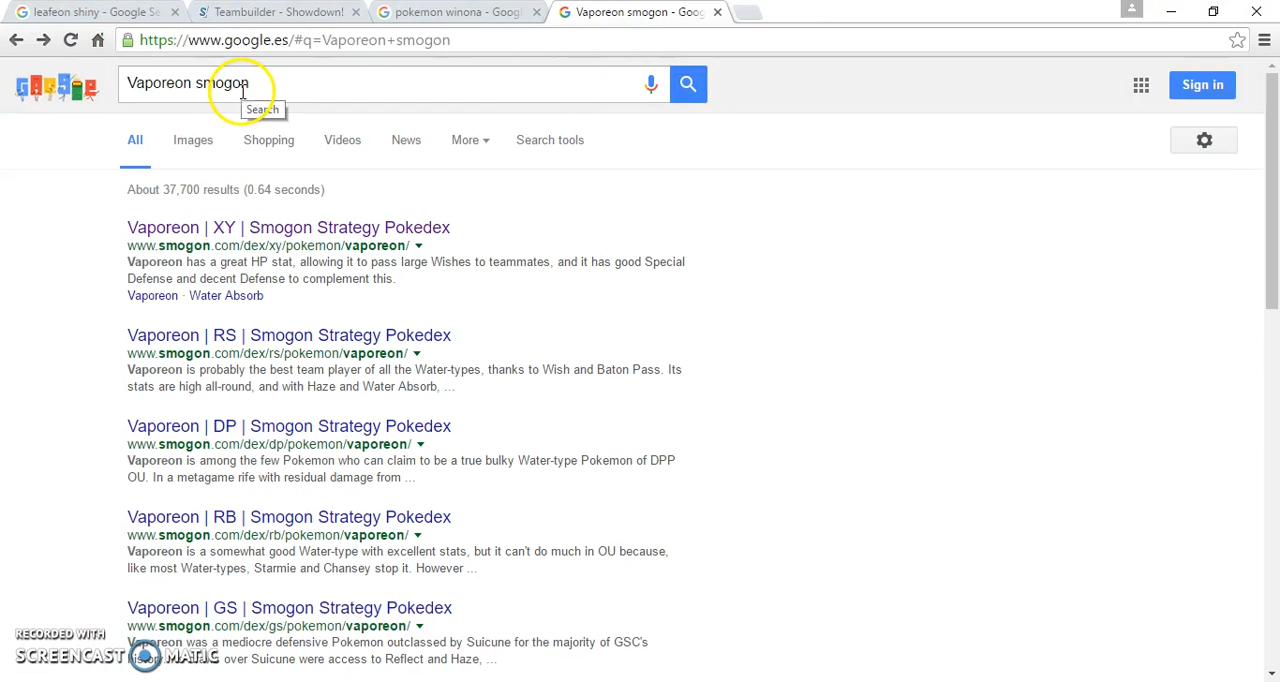 leafeon shiny - Google Se
Teambuilder - Showdown!
pokemon winona - Googl
Vaporeon smogon - Goog
https://www.google.es/#q=Vaporeon+smogon
Google
Vaporeon smogon
Search
Sign in
All
Images
Shopping
Videos
News
More
Search tools
About 37,700 results (0.64 seconds)
Vaporeon | XY | Smogon Strategy Pokedex
www.smogon.com/dex/xy/pokemon/vaporeon/
Vaporeon has a great HP stat, allowing it to pass large Wishes to teammates, and it has good Special
Defense and decent Defense to complement this.
Vaporeon · Water Absorb
Vaporeon | RS | Smogon Strategy Pokedex
www.smogon.com/dex/rs/pokemon/vaporeon/
Vaporeon is probably the best team player of all the Water-types, thanks to Wish and Baton Pass. Its
stats are high all-round, and with Haze and Water Absorb, ...
Vaporeon | DP | Smogon Strategy Pokedex
www.smogon.com/dex/dp/pokemon/vaporeon/
Vaporeon is among the few Pokemon who can claim to be a true bulky Water-type Pokemon of DPP
OU. In a metagame rife with residual damage from ...
Vaporeon | RB | Smogon Strategy Pokedex
www.smogon.com/dex/rb/pokemon/vaporeon/
Vaporeon is a somewhat good Water-type with excellent stats, but it can't do much in OU because,
like most Water-types, Starmie and Chansey stop it. However ...
Vaporeon | GS | Smogon Strategy Pokedex
www.smogon.com/dex/gs/pokemon/vaporeon/
Vaporeon was a mediocre defensive Pokemon outclassed by Suicune for the majority of GSC's
over Suicune were access to Reflect and Haze, ...
RECORDED WITH
SCREENCAST MATIC